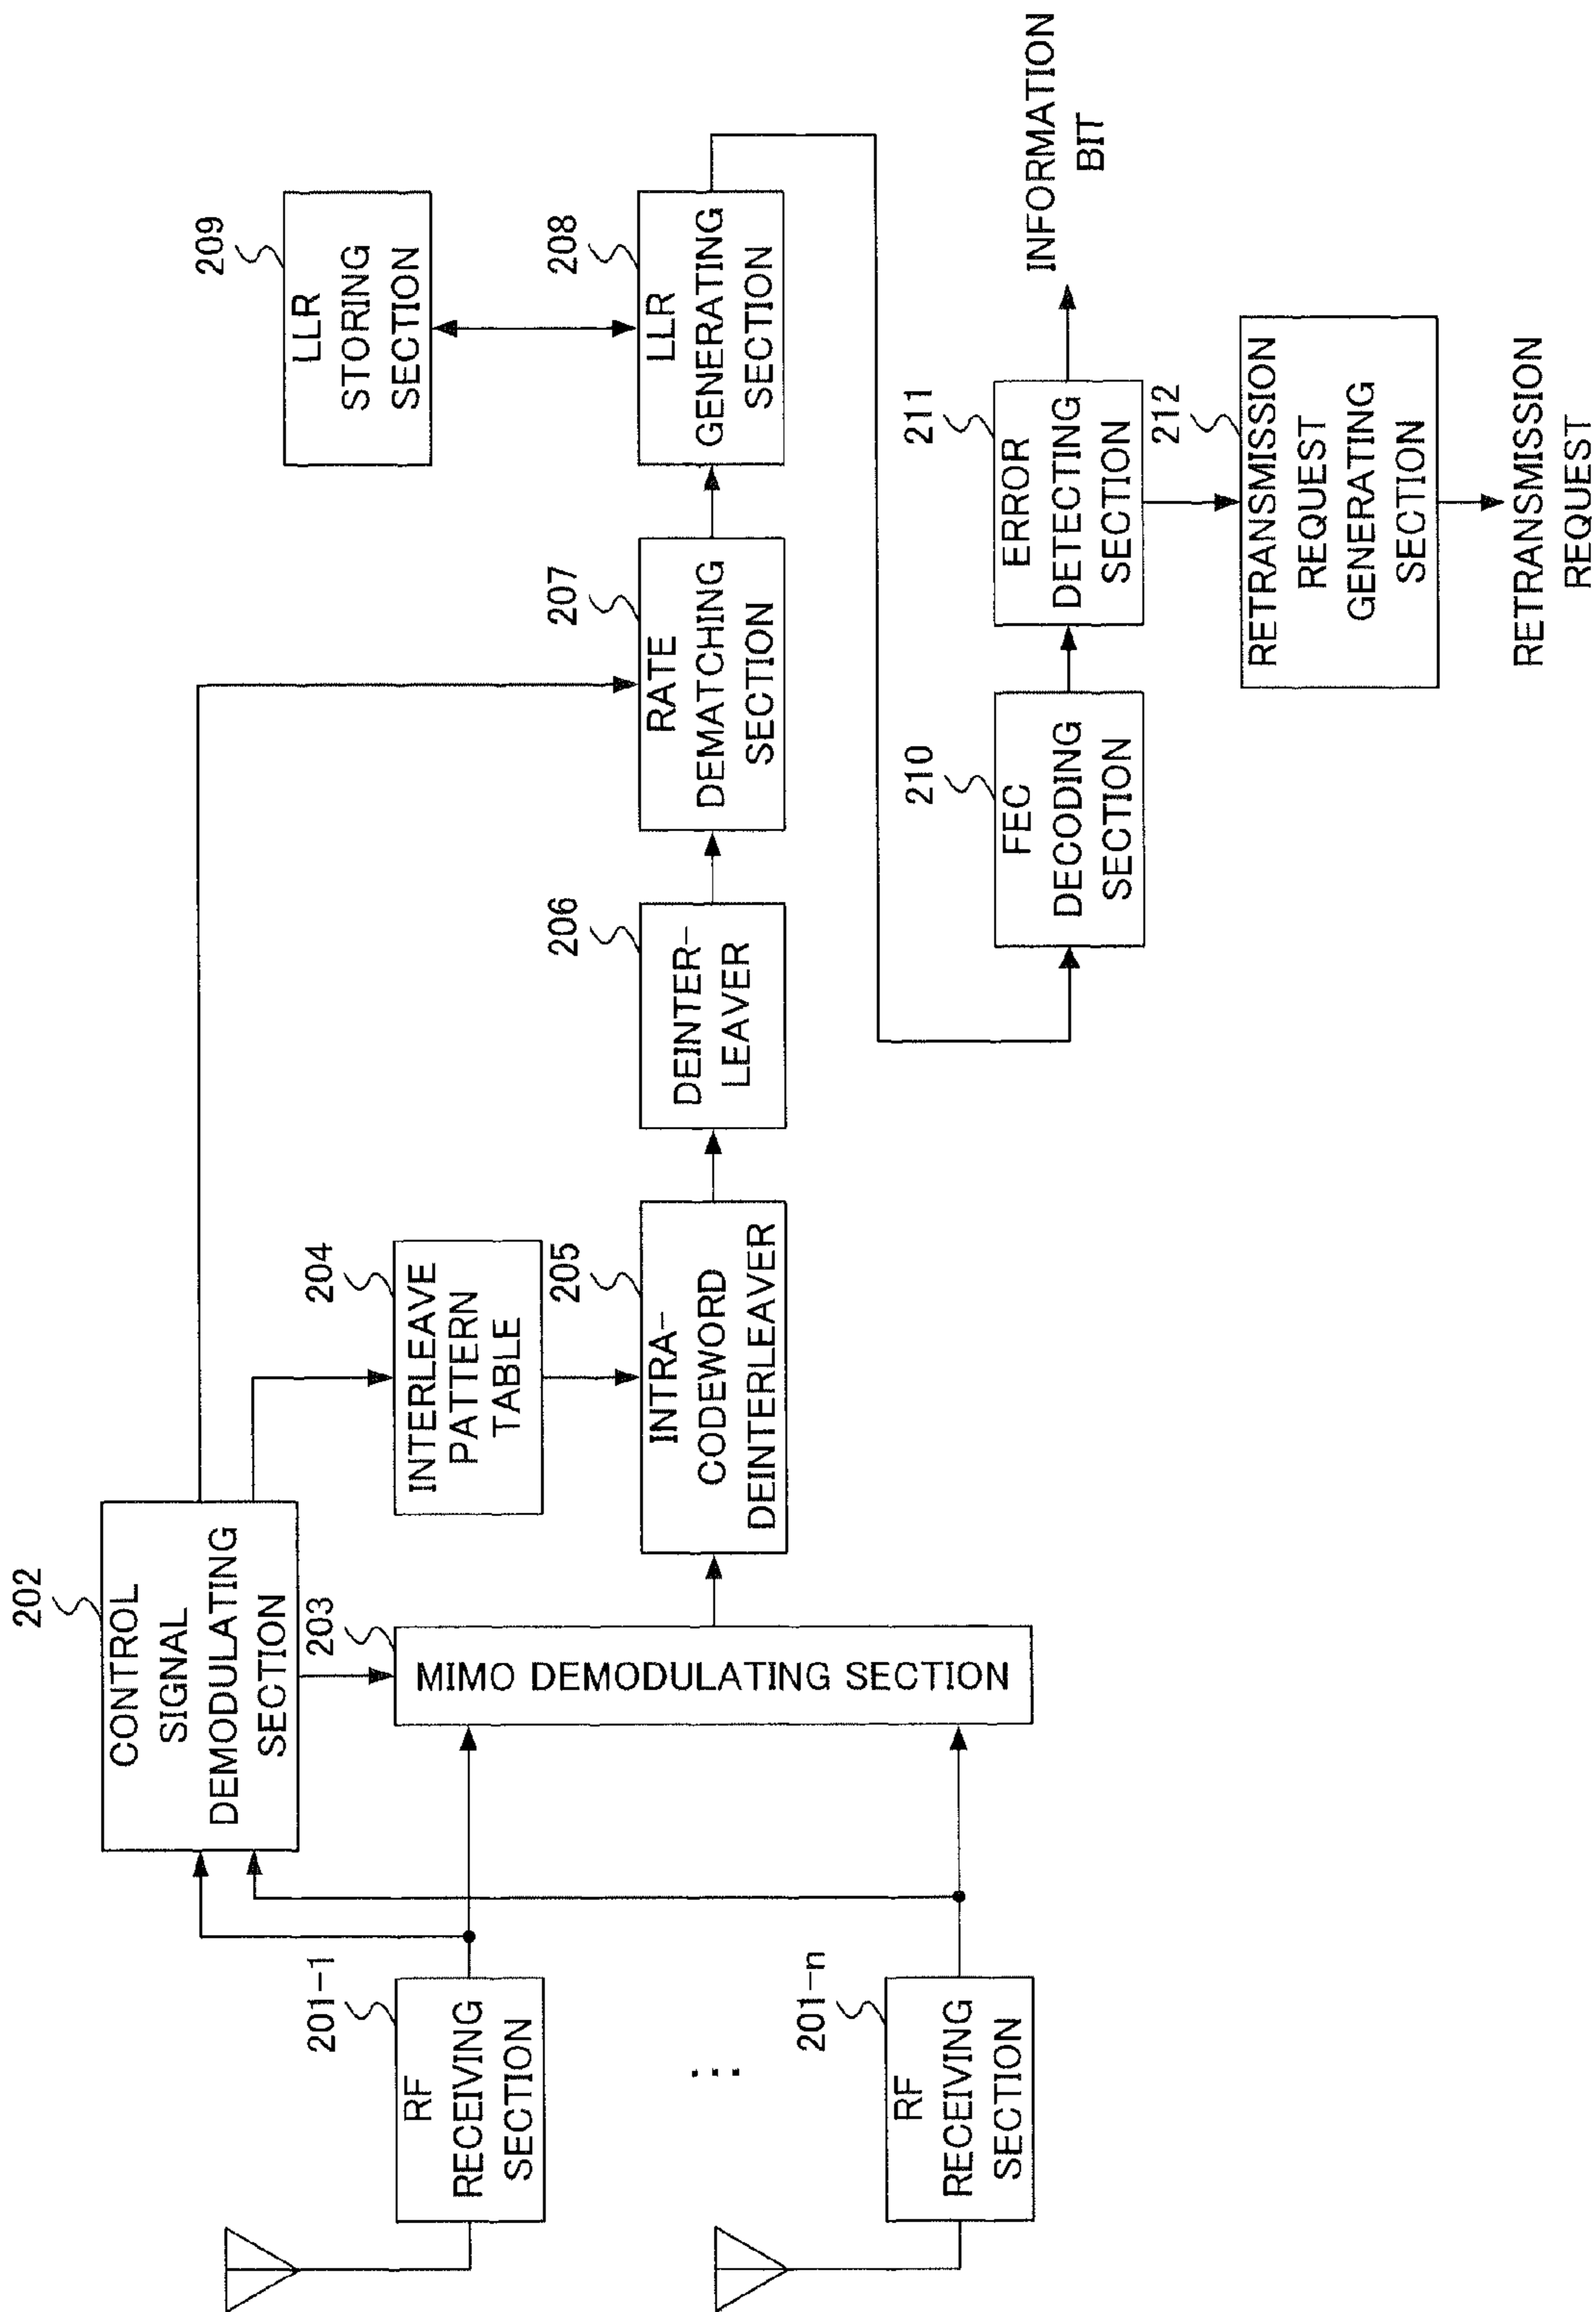 202
CONTROL
SIGNAL
DEMODULATING
SECTION
209
LLR
STORING
SECTION
201-1
RF
RECEIVING
SECTION
203
MIMO DEMODULATING SECTION
204
INTERLEAVE
PATTERN
TABLE
205
INTRA-
CODEWORD
DEINTERLEAVER
206
DEINTER-
LEAVER
207
RATE
DEMATCHING
SECTION
208
LLR
GENERATING
SECTION
...
201-n
RF
RECEIVING
SECTION
210
FEC
DECODING
SECTION
211
ERROR
DETECTING
SECTION
INFORMATION
BIT
212
RETRANSMISSION
REQUEST
GENERATING
SECTION
RETRANSMISSION
REQUEST